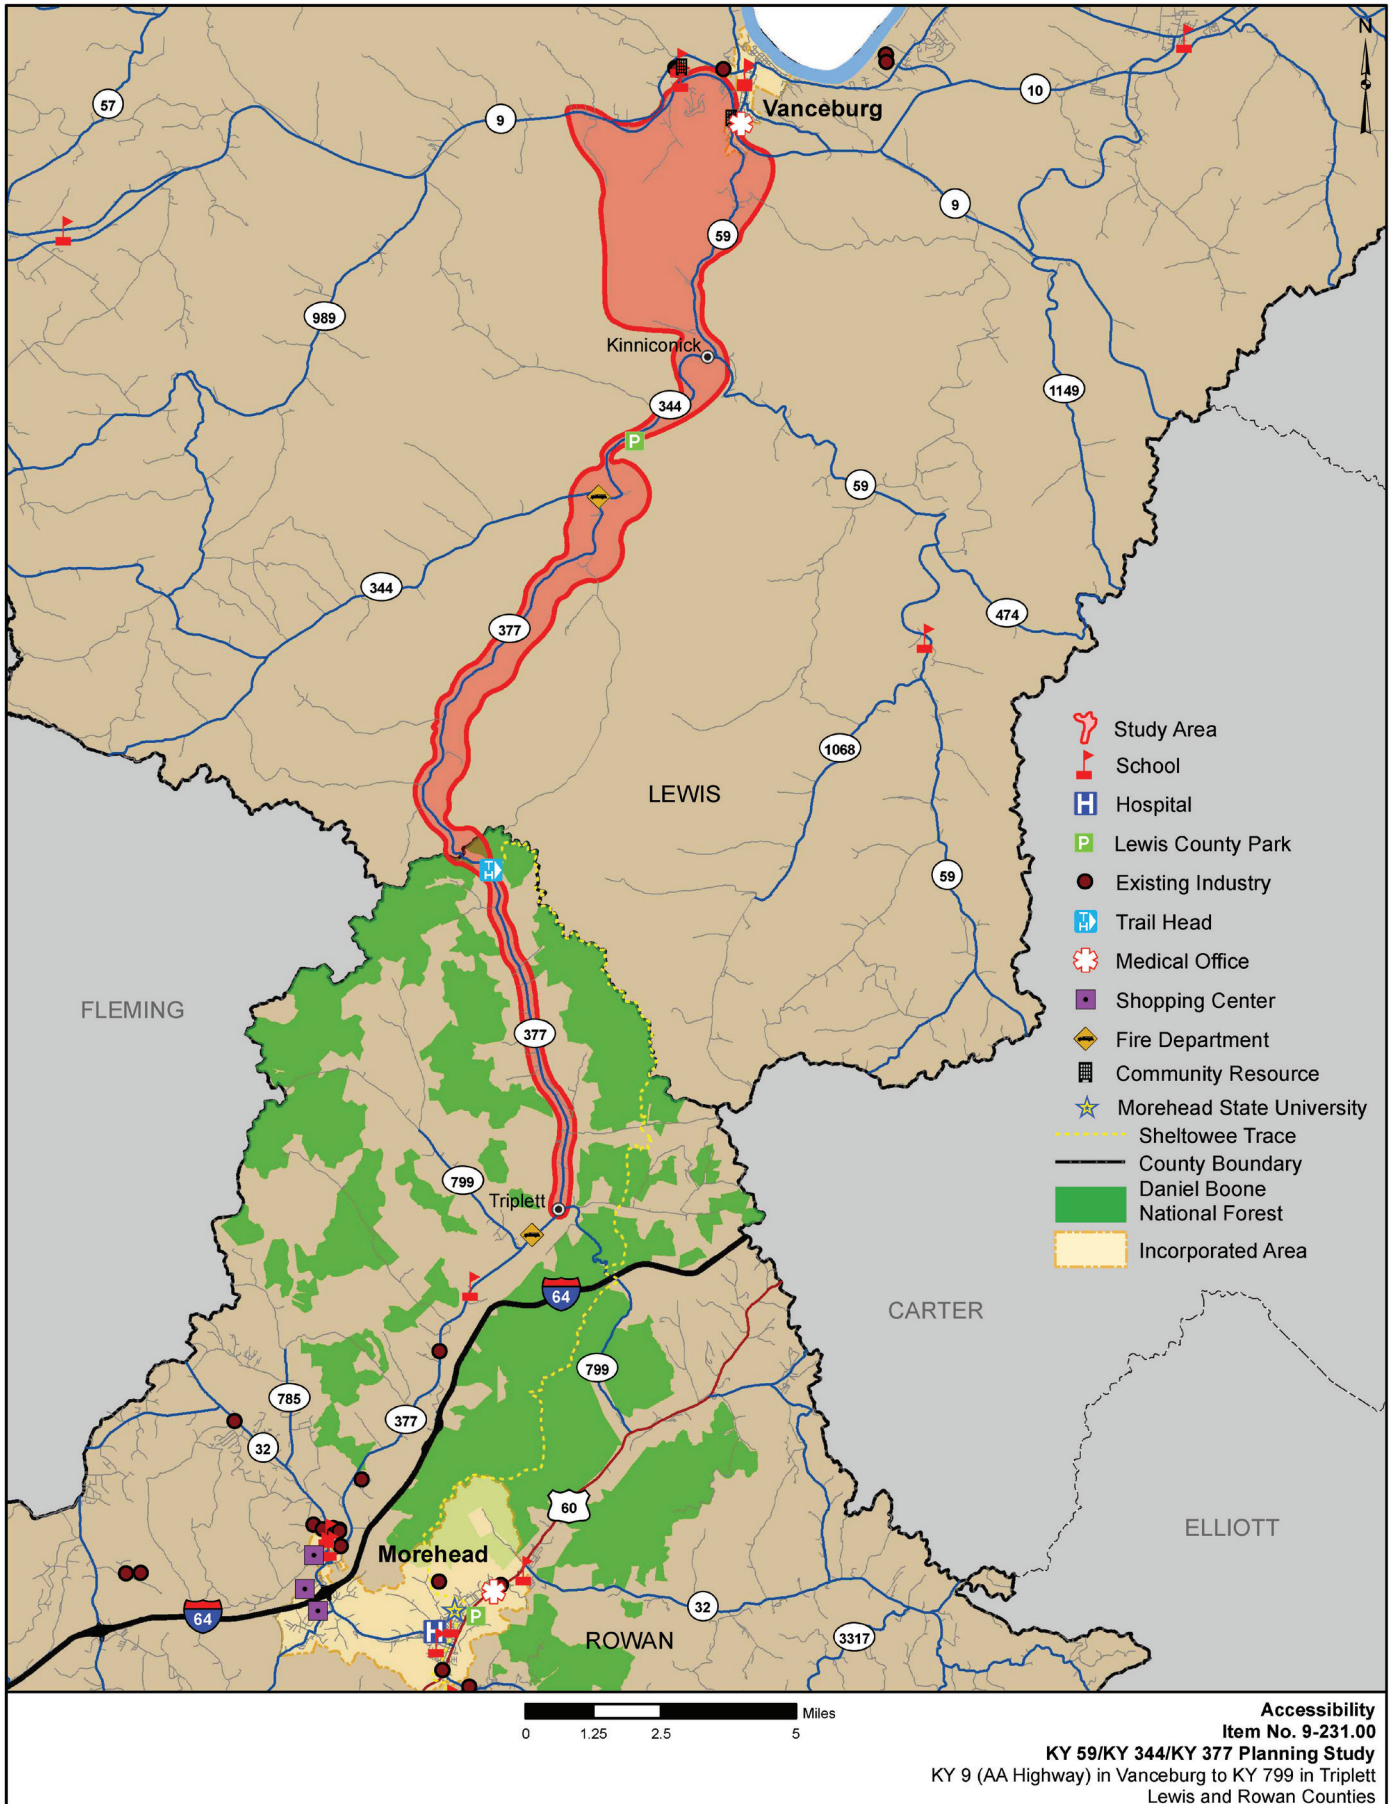 N
57
9
10
Vanceburg
9
59
989
Kinniconick
1149
344
P
59
344
474
377
1068
LEWIS
59
TH
FLEMING
377
799
Triplett
64
CARTER
799
785
377
32
60
ELLIOTT
Morehead
64
32
P
H
ROWAN
3317
Study Area
School
H Hospital
P Lewis County Park
Existing Industry
TH Trail Head
Medical Office
Shopping Center
Fire Department
Community Resource
Morehead State University
Sheltowee Trace
County Boundary
Daniel Boone
National Forest
Incorporated Area
Miles
0 1.25 2.5 5
Accessibility
Item No. 9-231.00
KY 59/KY 344/KY 377 Planning Study
KY 9 (AA Highway) in Vanceburg to KY 799 in Triplett
Lewis and Rowan Counties